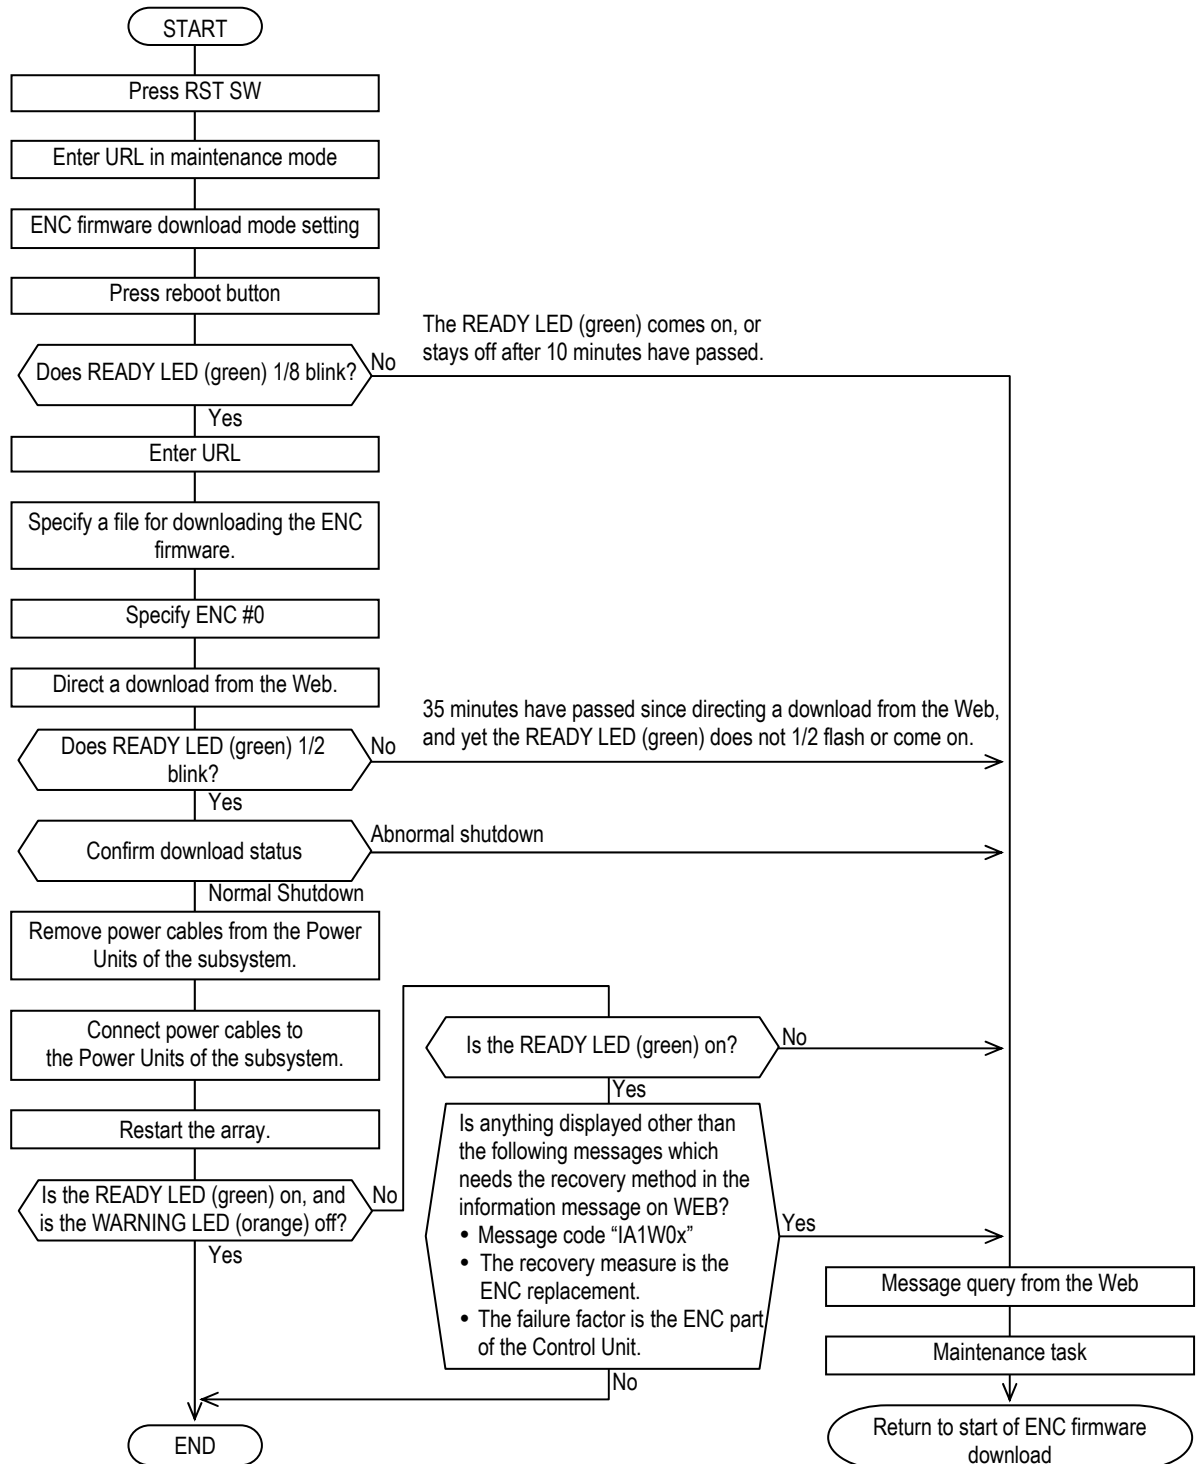 START
Press RST SW
Enter URL in maintenance mode
ENC firmware download mode setting
Press reboot button
The READY LED (green) comes on, or
stays off after 10 minutes have passed.
Does READY LED (green) 1/8 blink?
No
Yes
Enter URL
Specify a file for downloading the ENC
firmware.
Specify ENC #0
Direct a download from the Web.
35 minutes have passed since directing a download from the Web,
and yet the READY LED (green) does not 1/2 flash or come on.
Does READY LED (green) 1/2
blink?
No
Yes
Confirm download status
Abnormal shutdown
Normal Shutdown
Remove power cables from the Power
Units of the subsystem.
Connect power cables to
the Power Units of the subsystem.
Restart the array.
Is the READY LED (green) on, and
is the WARNING LED (orange) off?
No
Yes
Is the READY LED (green) on?
No
Yes
Is anything displayed other than
the following messages which
needs the recovery method in the
information message on WEB?
• Message code “IA1W0x”
• The recovery measure is the
ENC replacement.
• The failure factor is the ENC part
of the Control Unit.
Yes
No
Message query from the Web
Maintenance task
Return to start of ENC firmware
download
END